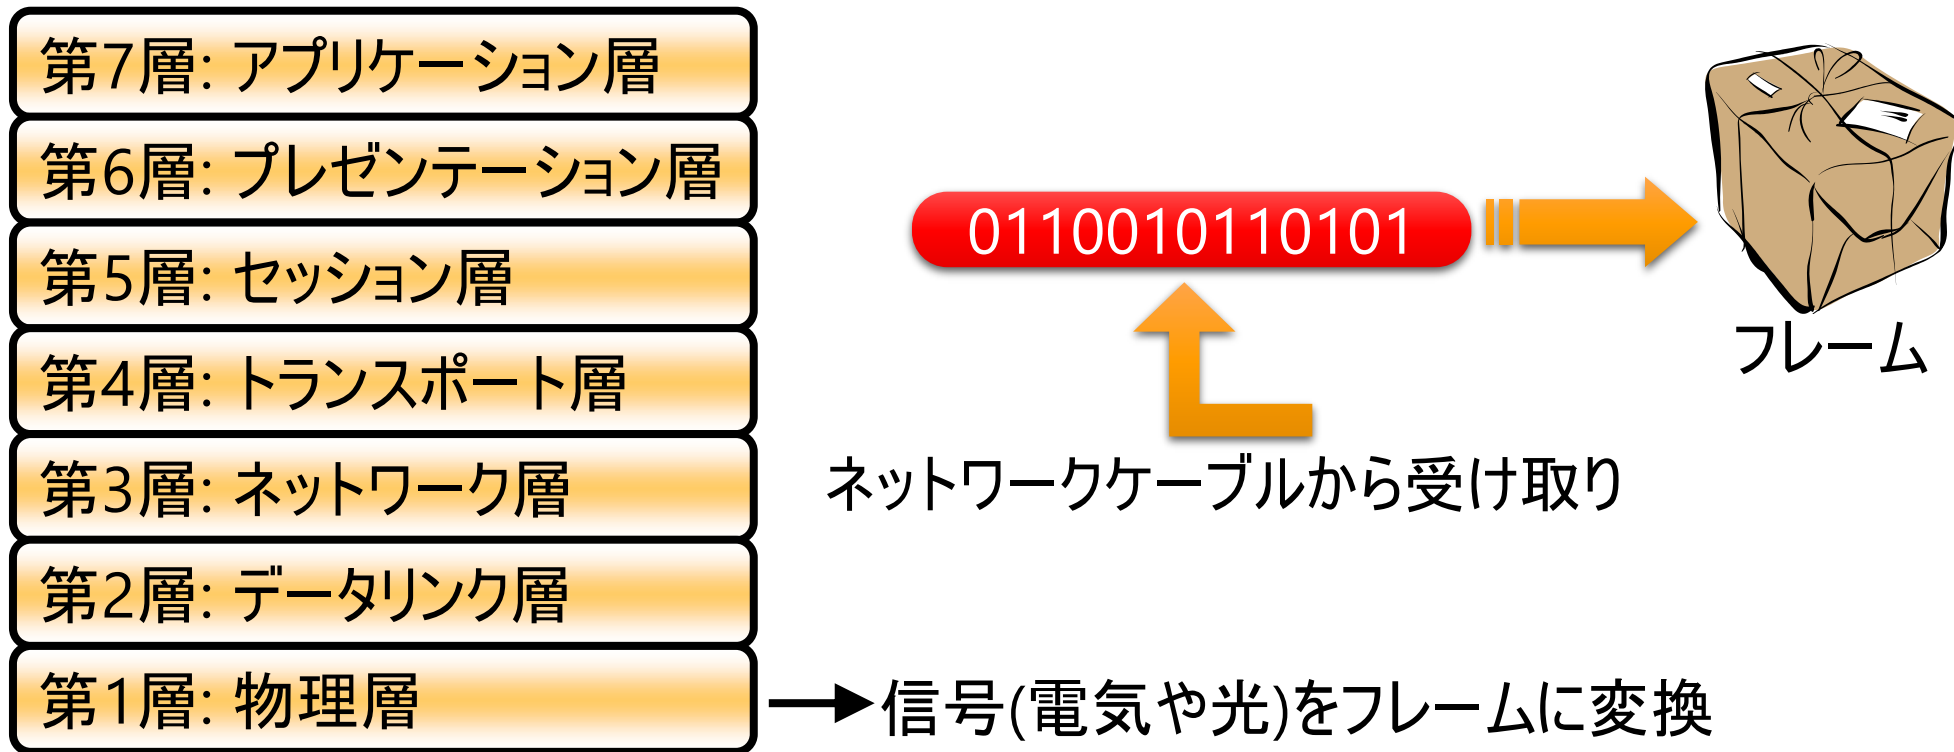 第7層: アプリケーション層
第6層: プレゼンテーション層
第5層: セッション層
第4層: トランスポート層
第3層: ネットワーク層
第2層: データリンク層
第1層: 物理層
0110010110101
フレーム
ネットワークケーブルから受け取り
信号(電気や光)をフレームに変換